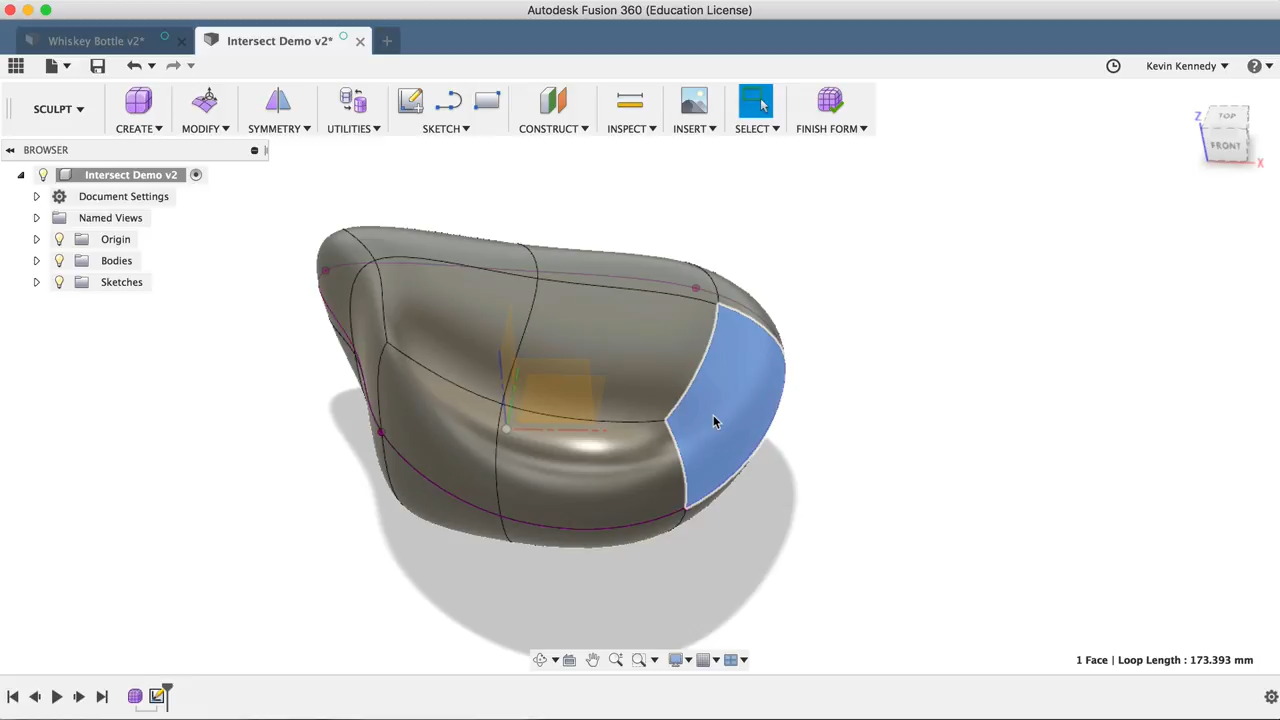 Autodesk Fusion 360 (Education License)
Whiskey Bottle v2*
Intersect Demo v2*
Kevin Kennedy
SCULPT
CREATE
MODIFY
SYMMETRY
UTILITIES
SKETCH
CONSTRUCT
INSPECT
INSERT
SELECT
FINISH FORM
BROWSER
Intersect Demo v2
Document Settings
Named Views
Origin
Bodies
Sketches
TOP
FRONT
Z
X
1 Face | Loop Length : 173.393 mm